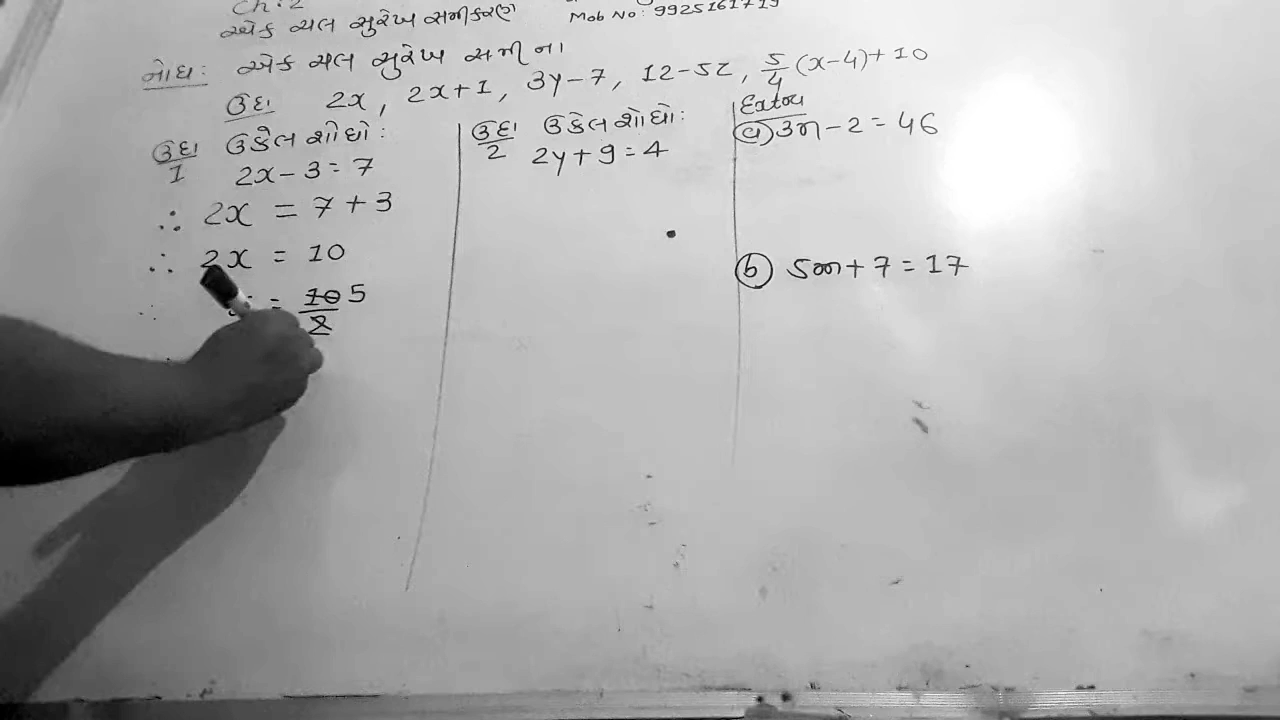 Ch: 2
એક ચલ સુરેખ સમીકરણ
Mob No: 99251617
નોંધ: એક ચલ સુરેખ સમી ના
ઉદા 2x, 2x+1, 3y-7, 12-5z, 5/4 (x-4)+10
ઉદા 1 ઉકેલ શોધો:
2x-3=7
∴ 2x = 7+3
∴ 2x = 10
= 10/2 5
ઉદા 2 ઉકેલ શોધો:
2y+9=4
Extra
(a) 3n-2=46
(b) 5m+7=17